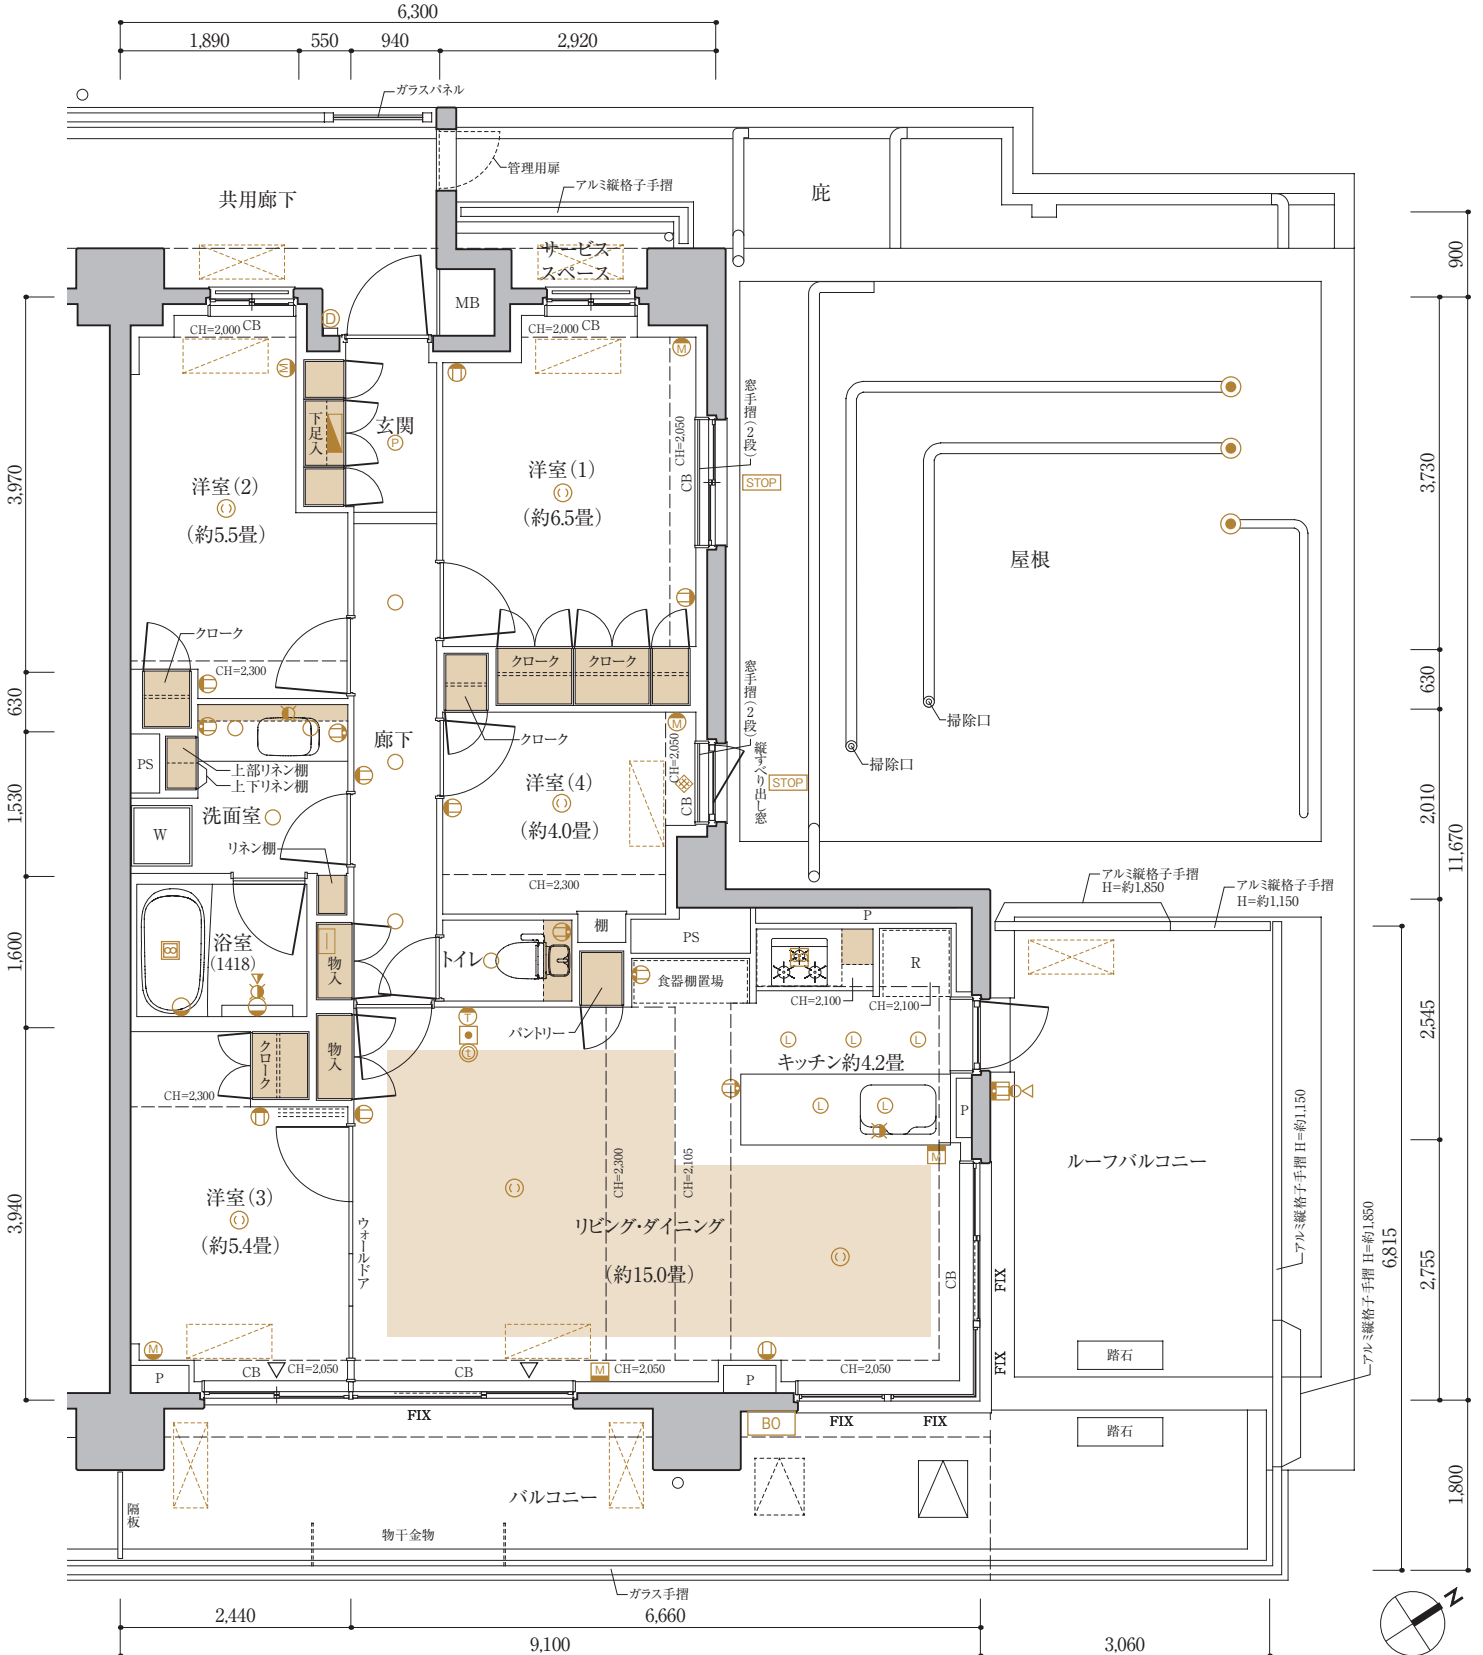 6,300
1,890
550
940
2,920
ガラスパネル
管理用扉
アルミ縦格子手摺
共用廊下
庇
サービス
スペース
MB
D
CB
CH=2,000
CH=2,000
CB
M
M
下足入
玄関
P
窓手摺(2段)
CH=2,050
CB
STOP
洋室(2)
(約5.5畳)
洋室(1)
(約6.5畳)
屋根
900
3,970
3,730
クローク
CH=2,300
クローク
クローク
630
630
窓手摺(2段)
縦すべり出し窓
掃除口
掃除口
クローク
廊下
M
CH=2,050
CB
STOP
PS
上部リネン棚
上下リネン棚
洋室(4)
(約4.0畳)
W
洗面室
リネン棚
1,530
2,010
11,670
CH=2,300
アルミ縦格子手摺
H=約1,850
アルミ縦格子手摺
H=約1,150
浴室
(1418)
物入
トイレ
棚
PS
P
R
食器棚置場
CH=2,100
CH=2,100
1,600
2,545
パントリー
T
t
クローク
物入
CH=2,300
L
L
L
キッチン約4.2畳
L
L
P
M
ルーフバルコニー
アルミ縦格子手摺 H=約1,150
アルミ縦格子手摺 H=約1,850
6,815
CH=2,300
CH=2,105
洋室(3)
(約5.4畳)
ウォールドア
リビング・ダイニング
(約15.0畳)
CB
FIX
FIX
3,940
2,755
M
P
CB
CH=2,050
CB
M
CH=2,050
P
CH=2,050
踏石
FIX
BO
FIX
FIX
踏石
隔板
バルコニー
物干金物
1,800
ガラス手摺
N
2,440
6,660
9,100
3,060